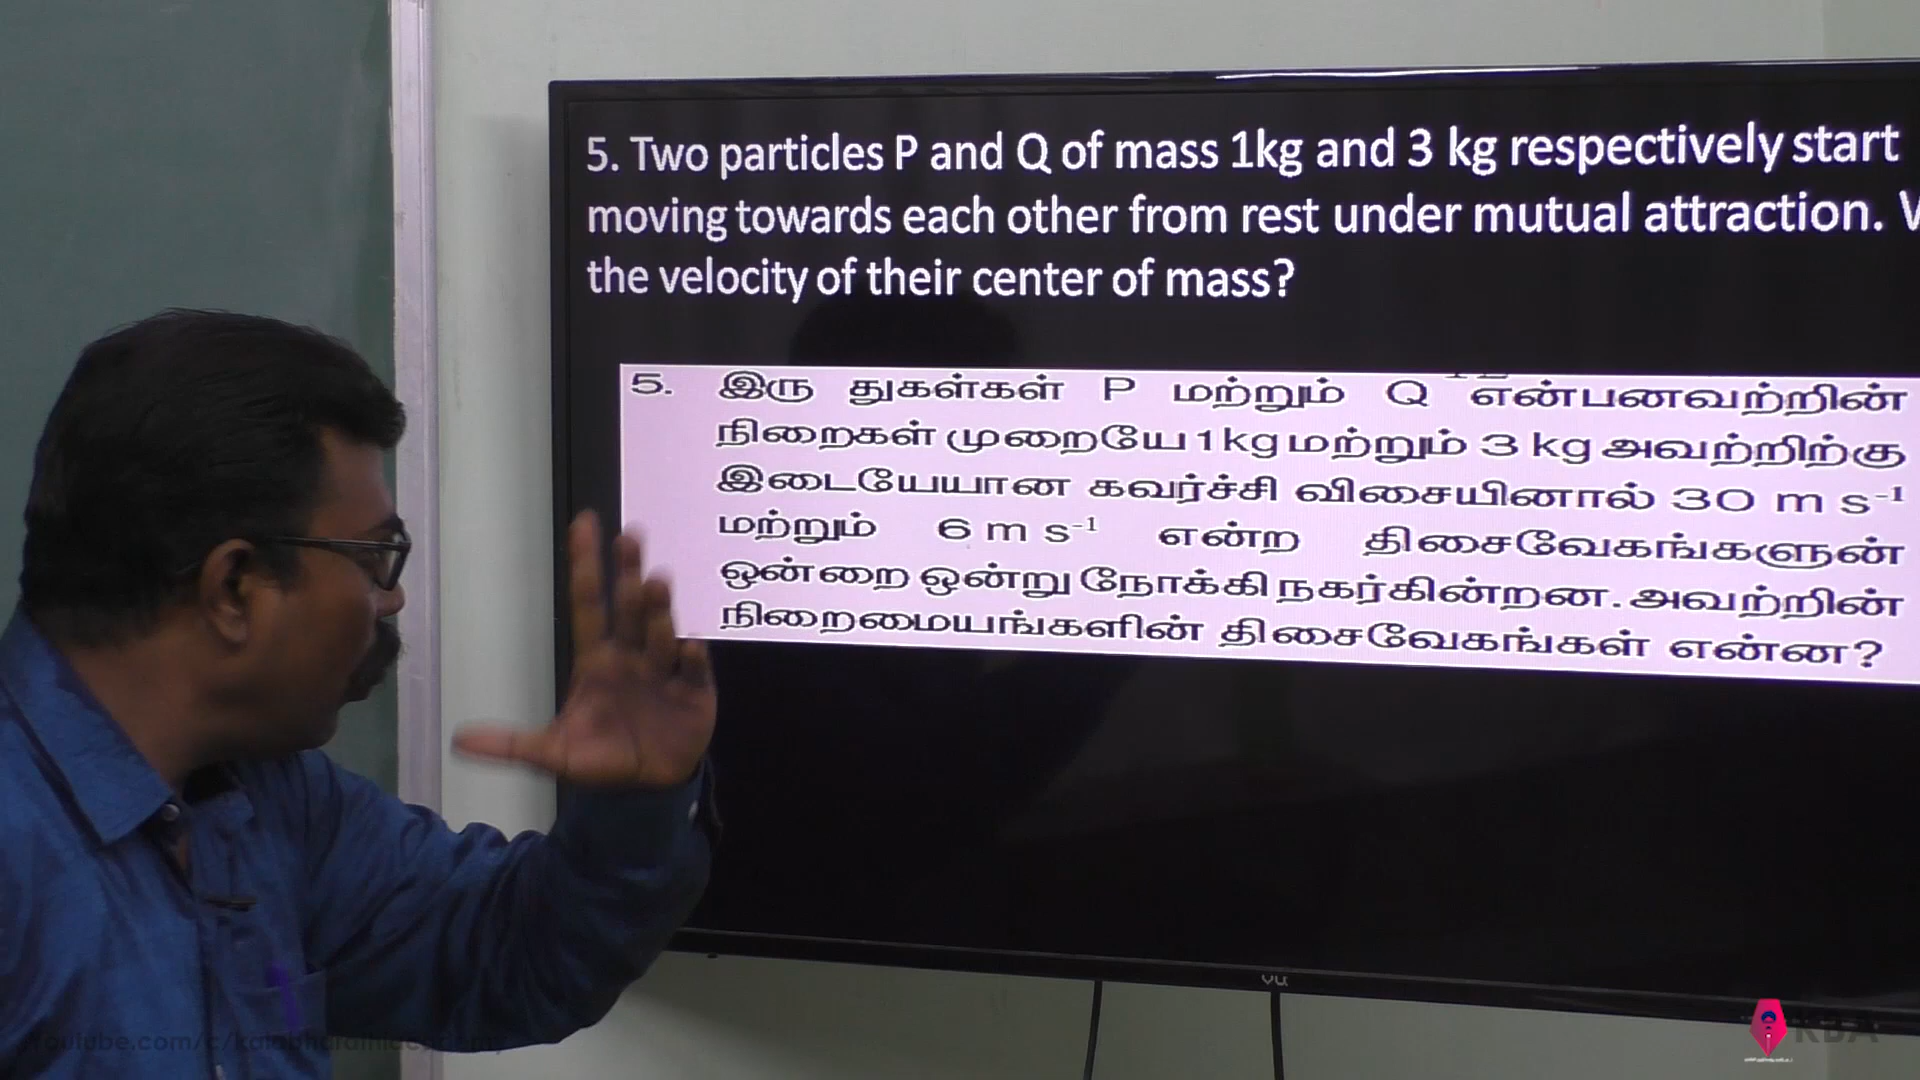 5. Two particles P and Q of mass 1kg and 3 kg respectively start
moving towards each other from rest under mutual attraction.
the velocity of their center of mass?
5. இரு துகள்கள் P மற்றும் Q என்பனவற்றின்
நிறைகள் முறையே 1kg மற்றும் 3 kg அவற்றிற்கு
இடையேயான கவர்ச்சி விசையினால் 30 m s⁻¹
மற்றும் 6 m s⁻¹ என்ற திசைவேகங்களுன்
ஒன்றை ஒன்று நோக்கி நகர்கின்றன. அவற்றின்
நிறைமையங்களின் திசைவேகங்கள் என்ன?
vu
KBA